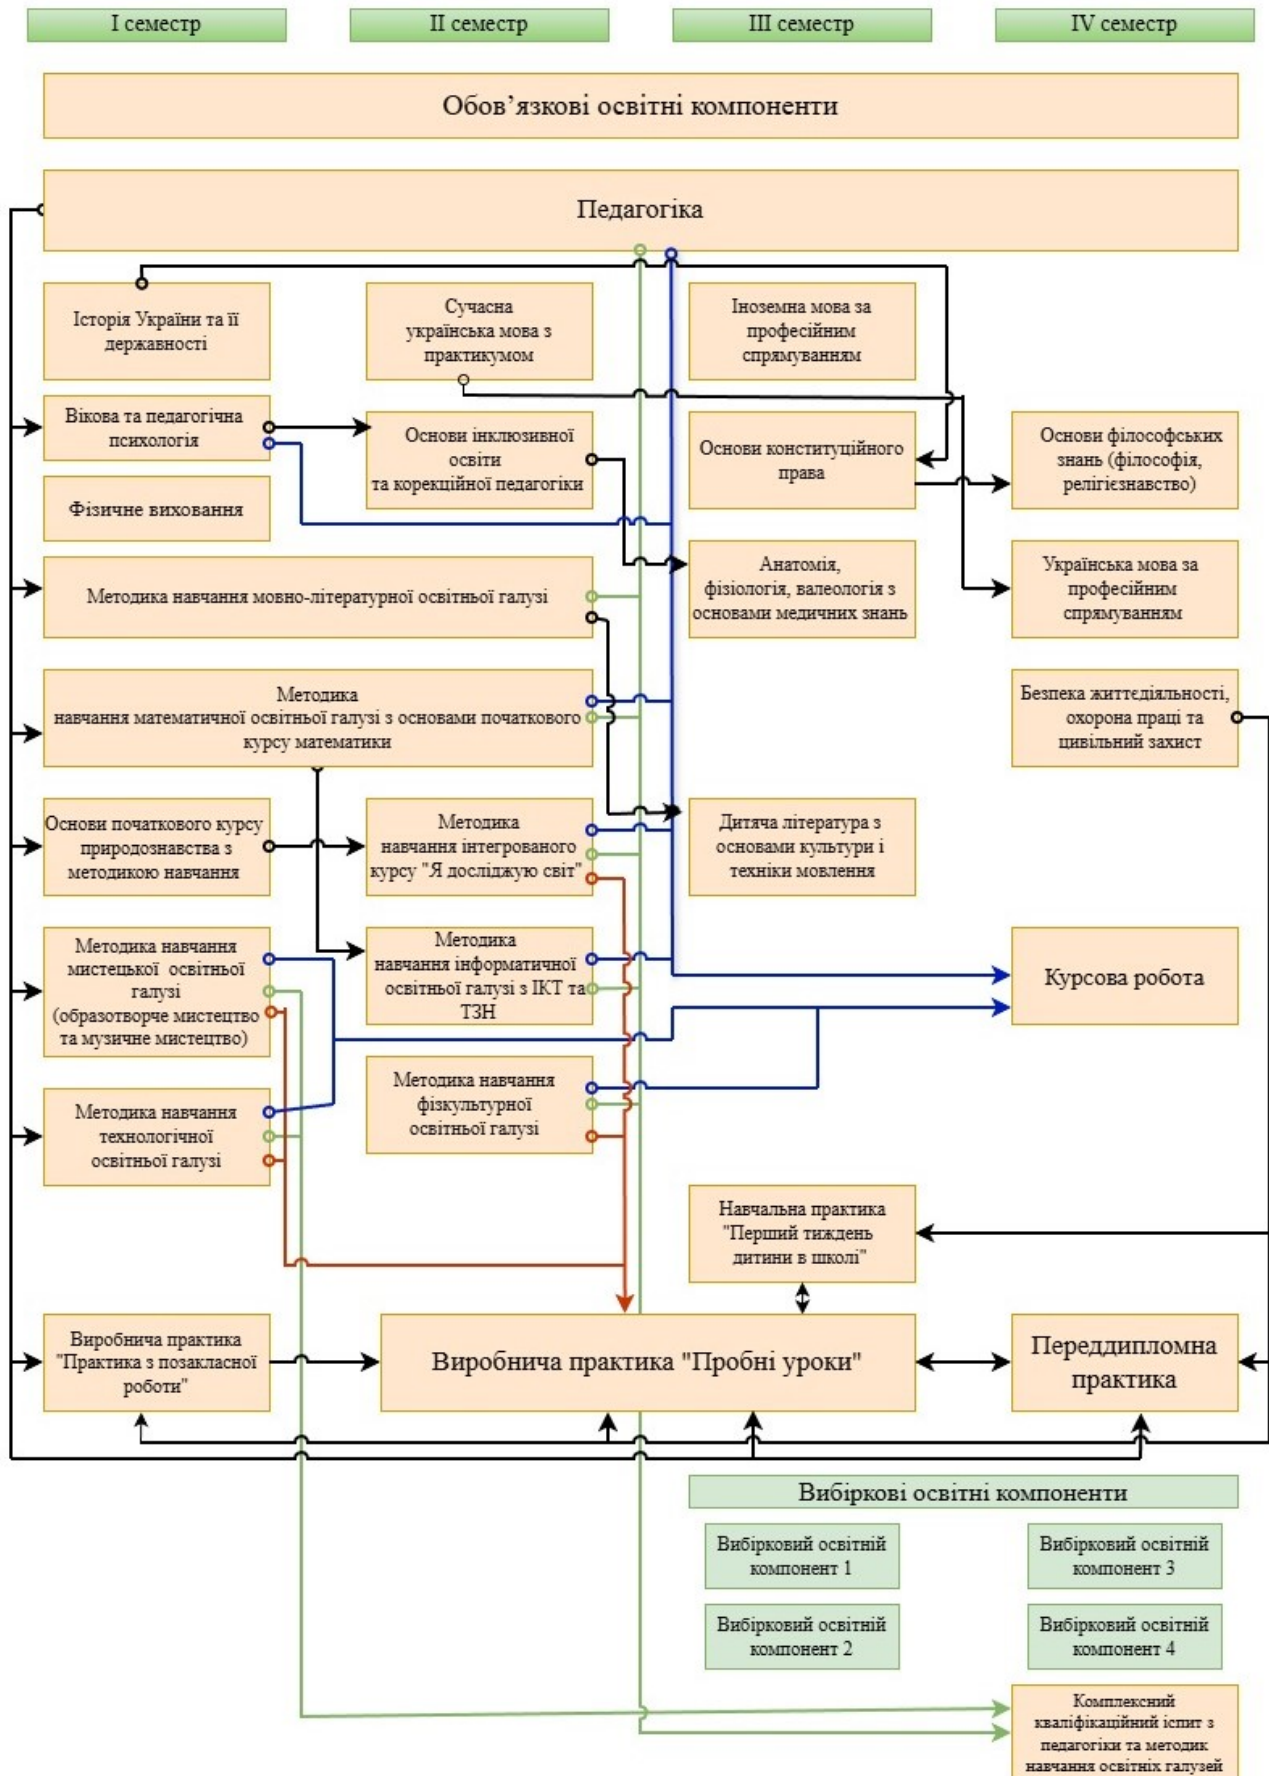 I семестр
II семестр
III семестр
IV семестр
Обов’язкові освітні компоненти
Педагогіка
Історія України та її
державності
Сучасна
українська мова з
практикумом
Іноземна мова за
професійним
спрямуванням
Вікова та педагогічна
психологія
Основи інклюзивної
освіти
та корекційної педагогіки
Основи конституційного
права
Основи філософських
знань (філософія,
релігієзнавство)
Фізичне виховання
Методика навчання мовно-літературної освітньої галузі
Анатомія,
фізіологія, валеологія з
основами медичних знань
Українська мова за
професійним
спрямуванням
Методика
навчання математичної освітньої галузі з основами початкового
курсу математики
Безпека життєдіяльності,
охорона праці та
цивільний захист
Основи початкового курсу
природознавства з
методикою навчання
Методика
навчання інтегрованого
курсу "Я досліджую світ"
Дитяча література з
основами культури і
техніки мовлення
Методика навчання
мистецької освітньої
галузі
(образотворче мистецтво
та музичне мистецтво)
Методика
навчання інформатичної
освітньої галузі з ІКТ та
ТЗН
Курсова робота
Методика навчання
технологічної
освітньої галузі
Методика навчання
фізкультурної
освітньої галузі
Навчальна практика
"Перший тиждень
дитини в школі"
Виробнича практика
"Практика з позакласної
роботи"
Виробнича практика "Пробні уроки"
Переддипломна
практика
Вибіркові освітні компоненти
Вибірковий освітній
компонент 1
Вибірковий освітній
компонент 3
Вибірковий освітній
компонент 2
Вибірковий освітній
компонент 4
Комплексний
кваліфікаційний іспит з
педагогіки та методик
навчання освітніх галузей